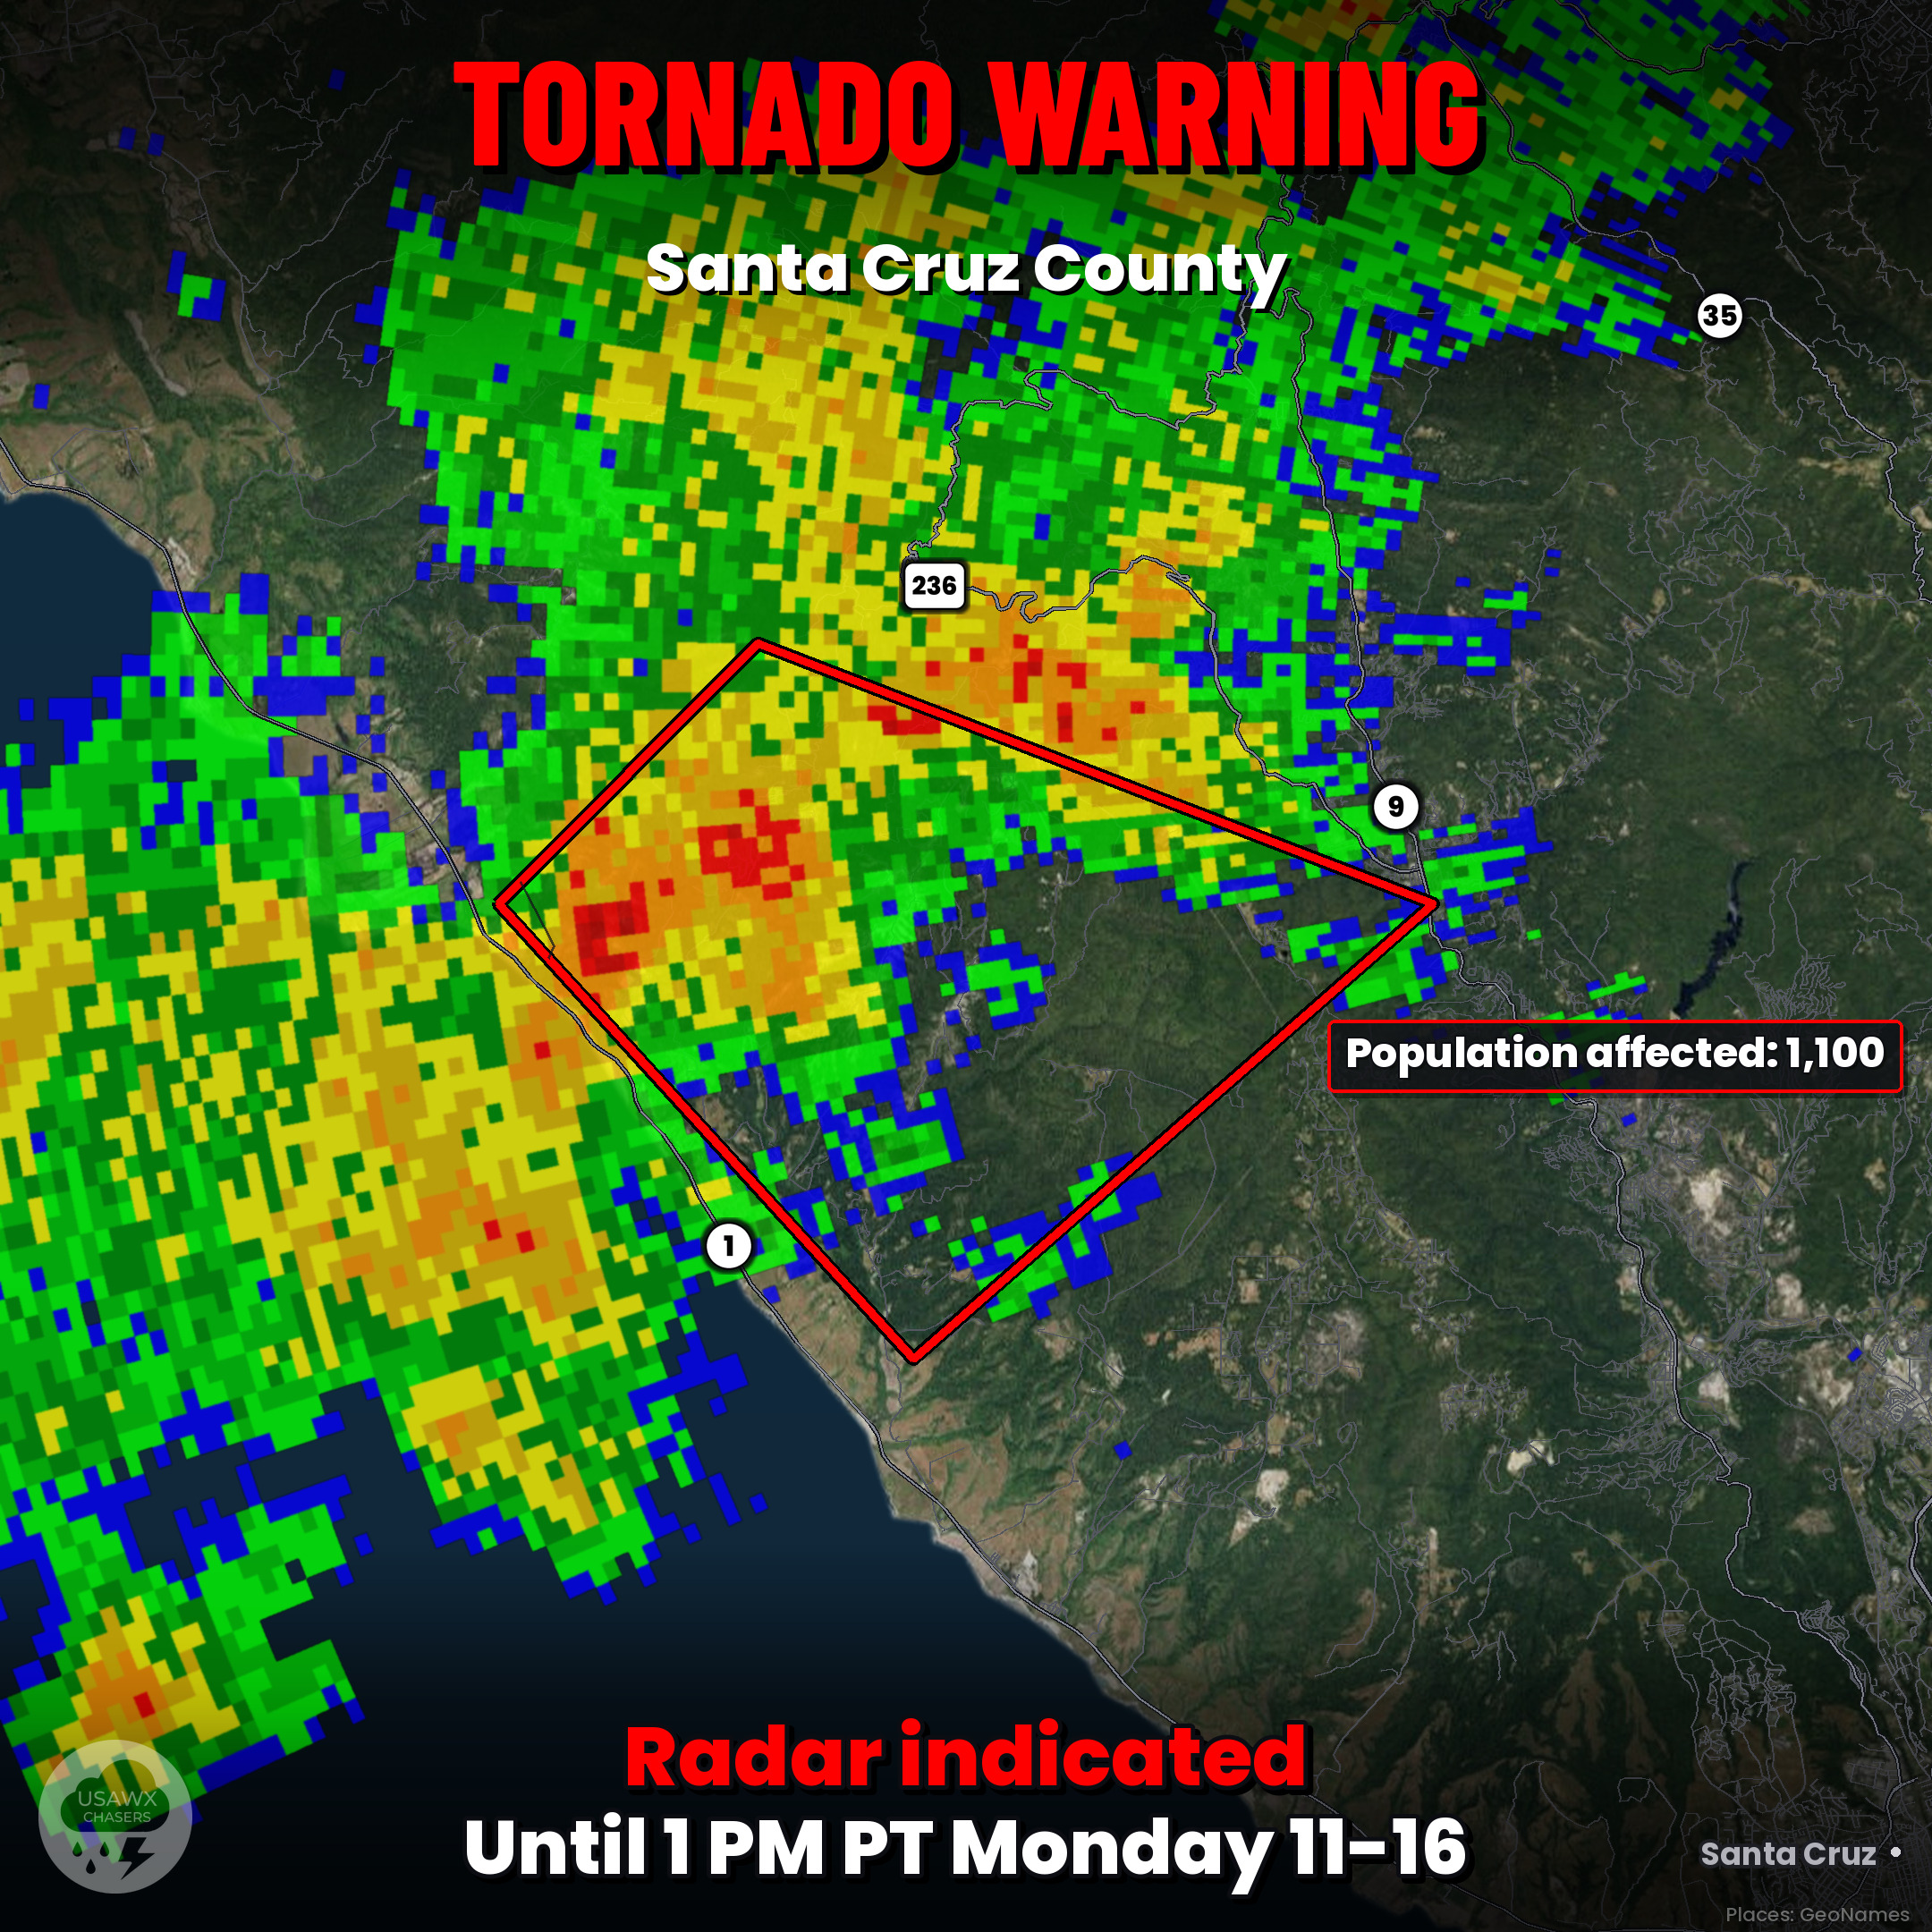 TORNADO WARNING
Santa Cruz County
35
236
9
Population affected: 1,100
1
Radar indicated
Until 1 PM PT Monday 11-16
USAWX
CHASERS
Santa Cruz
Places: GeoNames